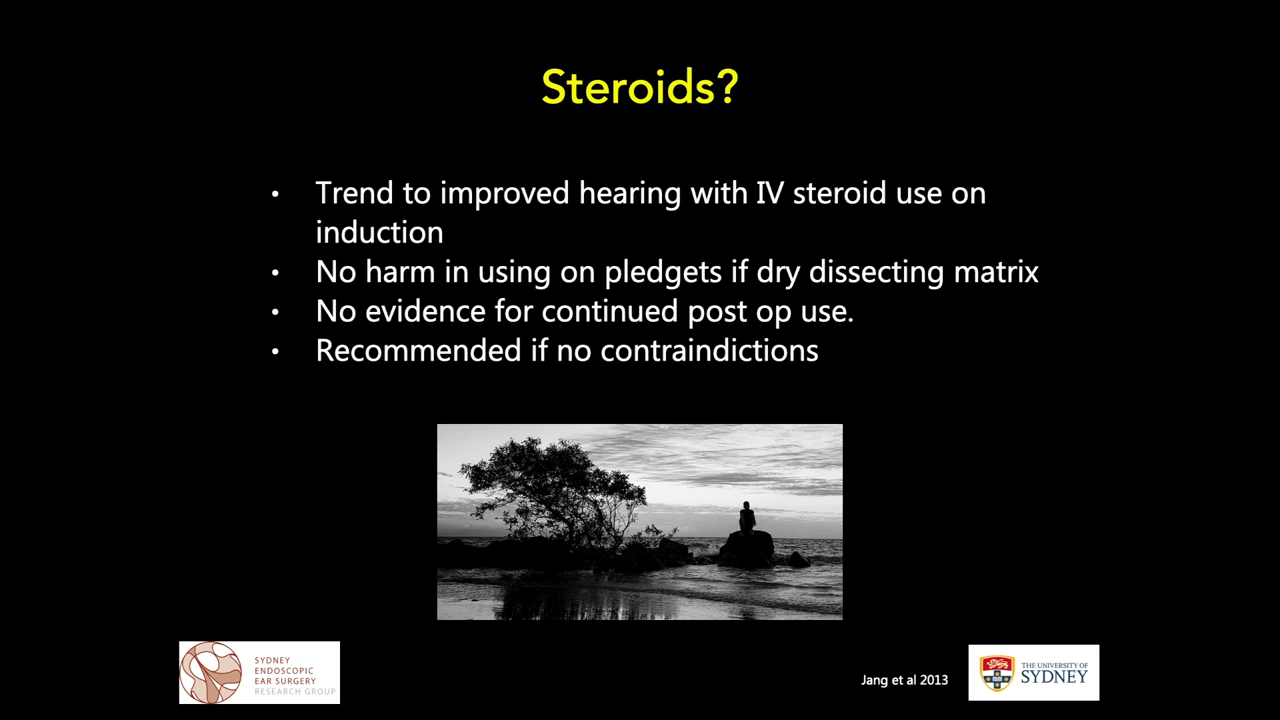 Steroids?
• Trend to improved hearing with IV steroid use on
induction
• No harm in using on pledgets if dry dissecting matrix
• No evidence for continued post op use.
• Recommended if no contraindictions
SYDNEY
ENDOSCOPIC
EAR SURGERY
RESEARCH GROUP
Jang et al 2013
THE UNIVERSITY OF
SYDNEY